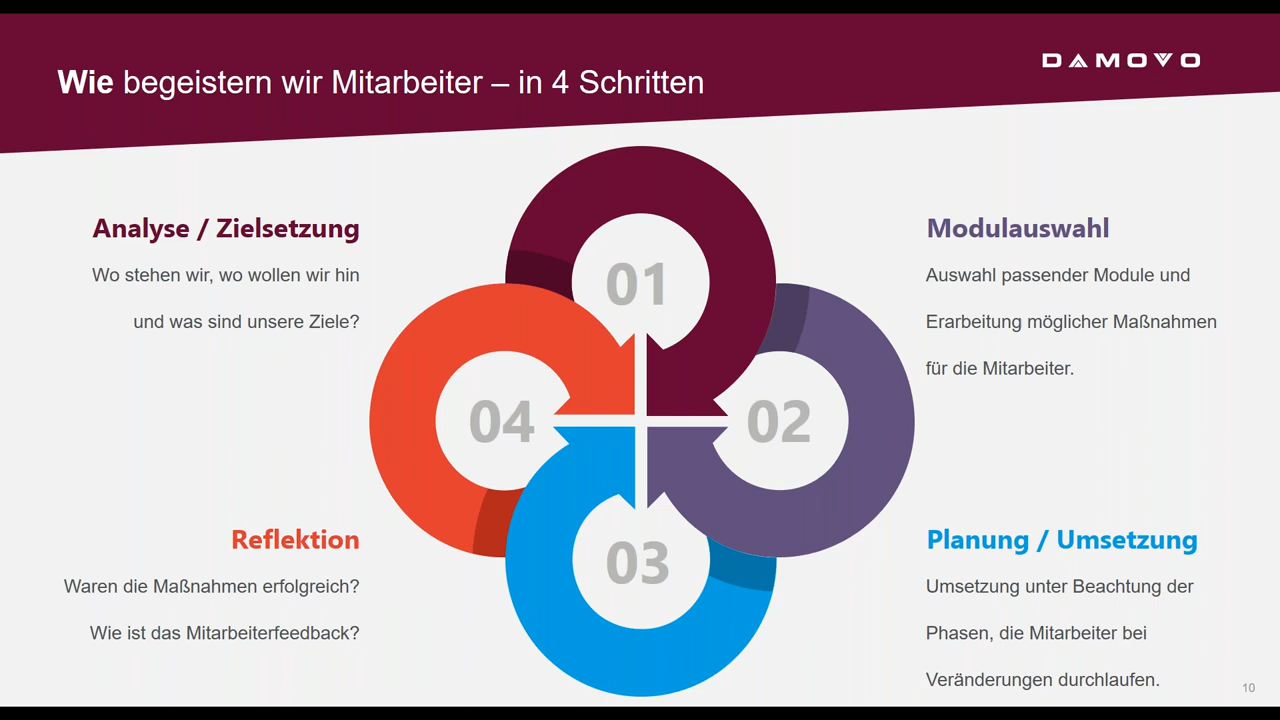 Wie begeistern wir Mitarbeiter – in 4 Schritten
DAMOVO
Analyse / Zielsetzung
Wo stehen wir, wo wollen wir hin
und was sind unsere Ziele?
01
Modulauswahl
Auswahl passender Module und
Erarbeitung möglicher Maßnahmen
für die Mitarbeiter.
04
02
Reflektion
Waren die Maßnahmen erfolgreich?
Wie ist das Mitarbeiterfeedback?
03
Planung / Umsetzung
Umsetzung unter Beachtung der
Phasen, die Mitarbeiter bei
Veränderungen durchlaufen.
10